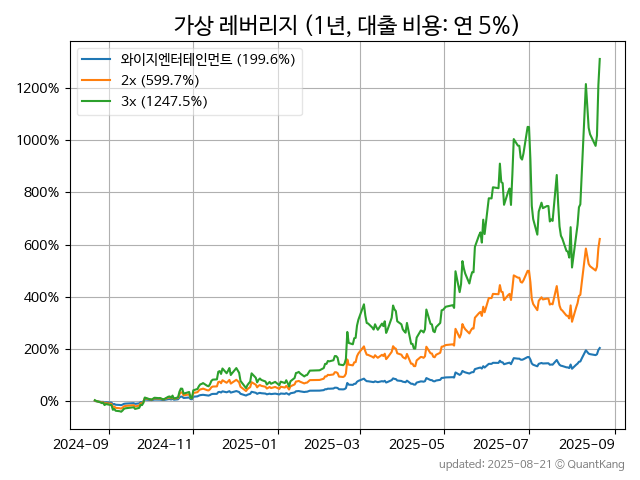 가상 레버리지 (1년, 대출 비용: 연 5%)
와이지엔터테인먼트 (199.6%)
2x (599.7%)
3x (1247.5%)
1200%
1000%
800%
600%
400%
200%
0%
2024-09 2024-11 2025-01 2025-03 2025-05 2025-07 2025-09
updated: 2025-08-21 © QuantKang